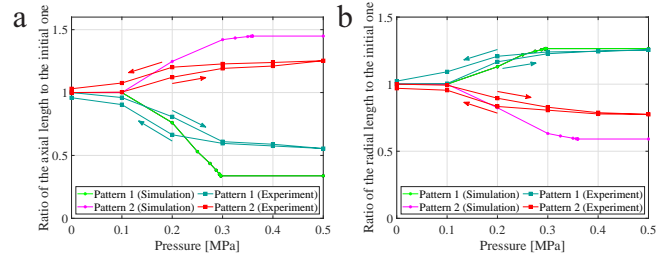 a
Ratio of the axial length to the initial one
1.5
1
0.5
0
0 0.1 0.2 0.3 0.4 0.5
Pressure [MPa]
Pattern 1 (Simulation) Pattern 1 (Experiment)
Pattern 2 (Simulation) Pattern 2 (Experiment)
b
Ratio of the radial length to the initial one
1.5
1
0.5
0
0 0.1 0.2 0.3 0.4 0.5
Pressure [MPa]
Pattern 1 (Simulation) Pattern 1 (Experiment)
Pattern 2 (Simulation) Pattern 2 (Experiment)